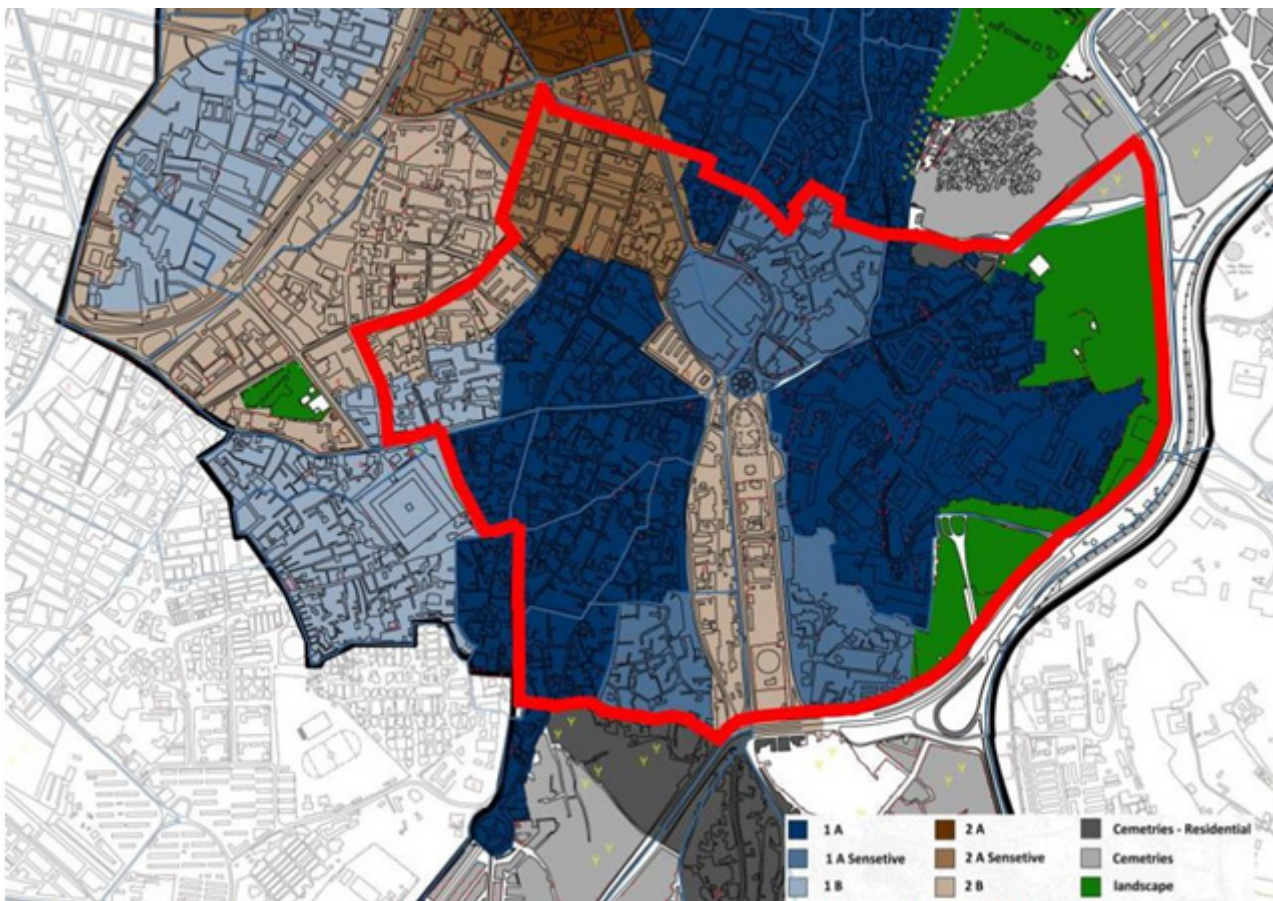 1 A
2 A
Cemetries - Residential
1 A Sensetive
2 A Sensetive
Cemetries
1 B
2 B
landscape